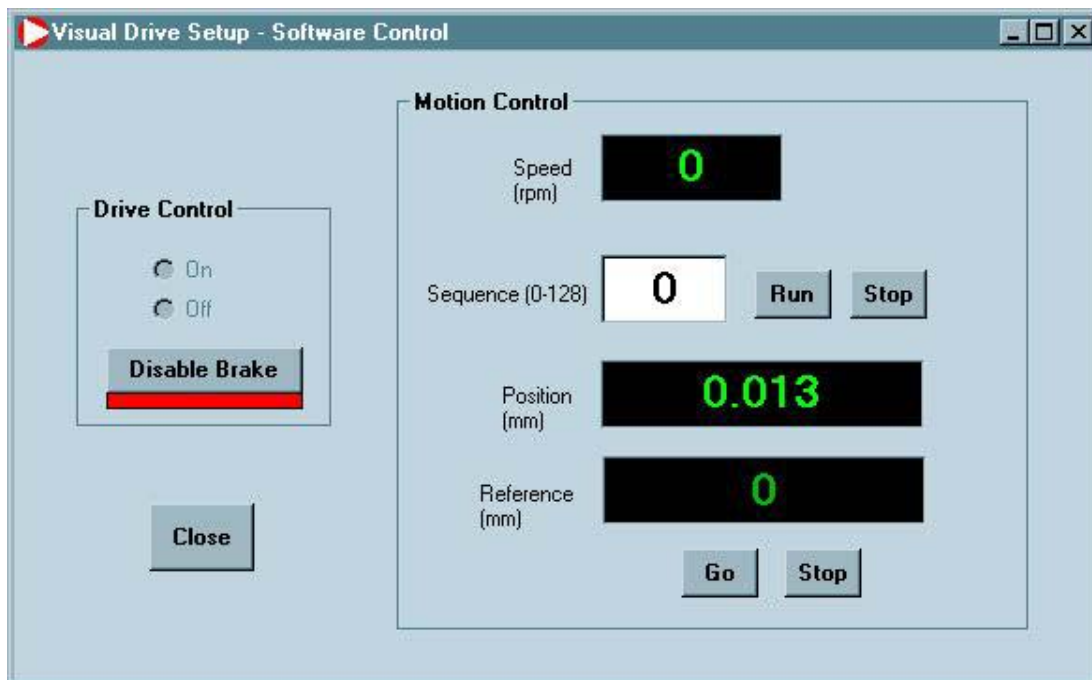 Visual Drive Setup - Software Control
Drive Control
On
Off
Disable Brake
Close
Motion Control
Speed
(rpm)
0
Sequence (0-128)
0
Run
Stop
Position
(mm)
0.013
Reference
(mm)
0
Go
Stop